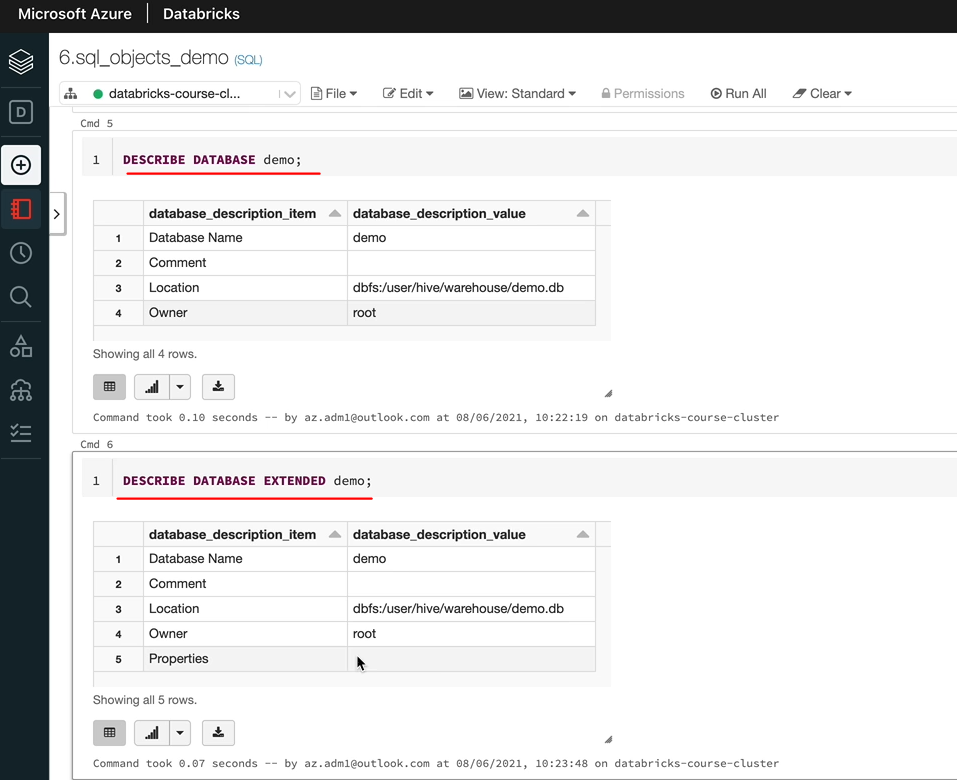 Microsoft Azure | Databricks
6.sql_objects_demo (SQL)
databricks-course-cl... File Edit View: Standard Permissions Run All Clear
D
Cmd 5
1 DESCRIBE DATABASE demo;
database_description_item database_description_value
1 Database Name demo
2 Comment
3 Location dbfs:/user/hive/warehouse/demo.db
4 Owner root
Showing all 4 rows.
Command took 0.10 seconds -- by az.adm1@outlook.com at 08/06/2021, 10:22:19 on databricks-course-cluster
Cmd 6
1 DESCRIBE DATABASE EXTENDED demo;
database_description_item database_description_value
1 Database Name demo
2 Comment
3 Location dbfs:/user/hive/warehouse/demo.db
4 Owner root
5 Properties
Showing all 5 rows.
Command took 0.07 seconds -- by az.adm1@outlook.com at 08/06/2021, 10:23:48 on databricks-course-cluster